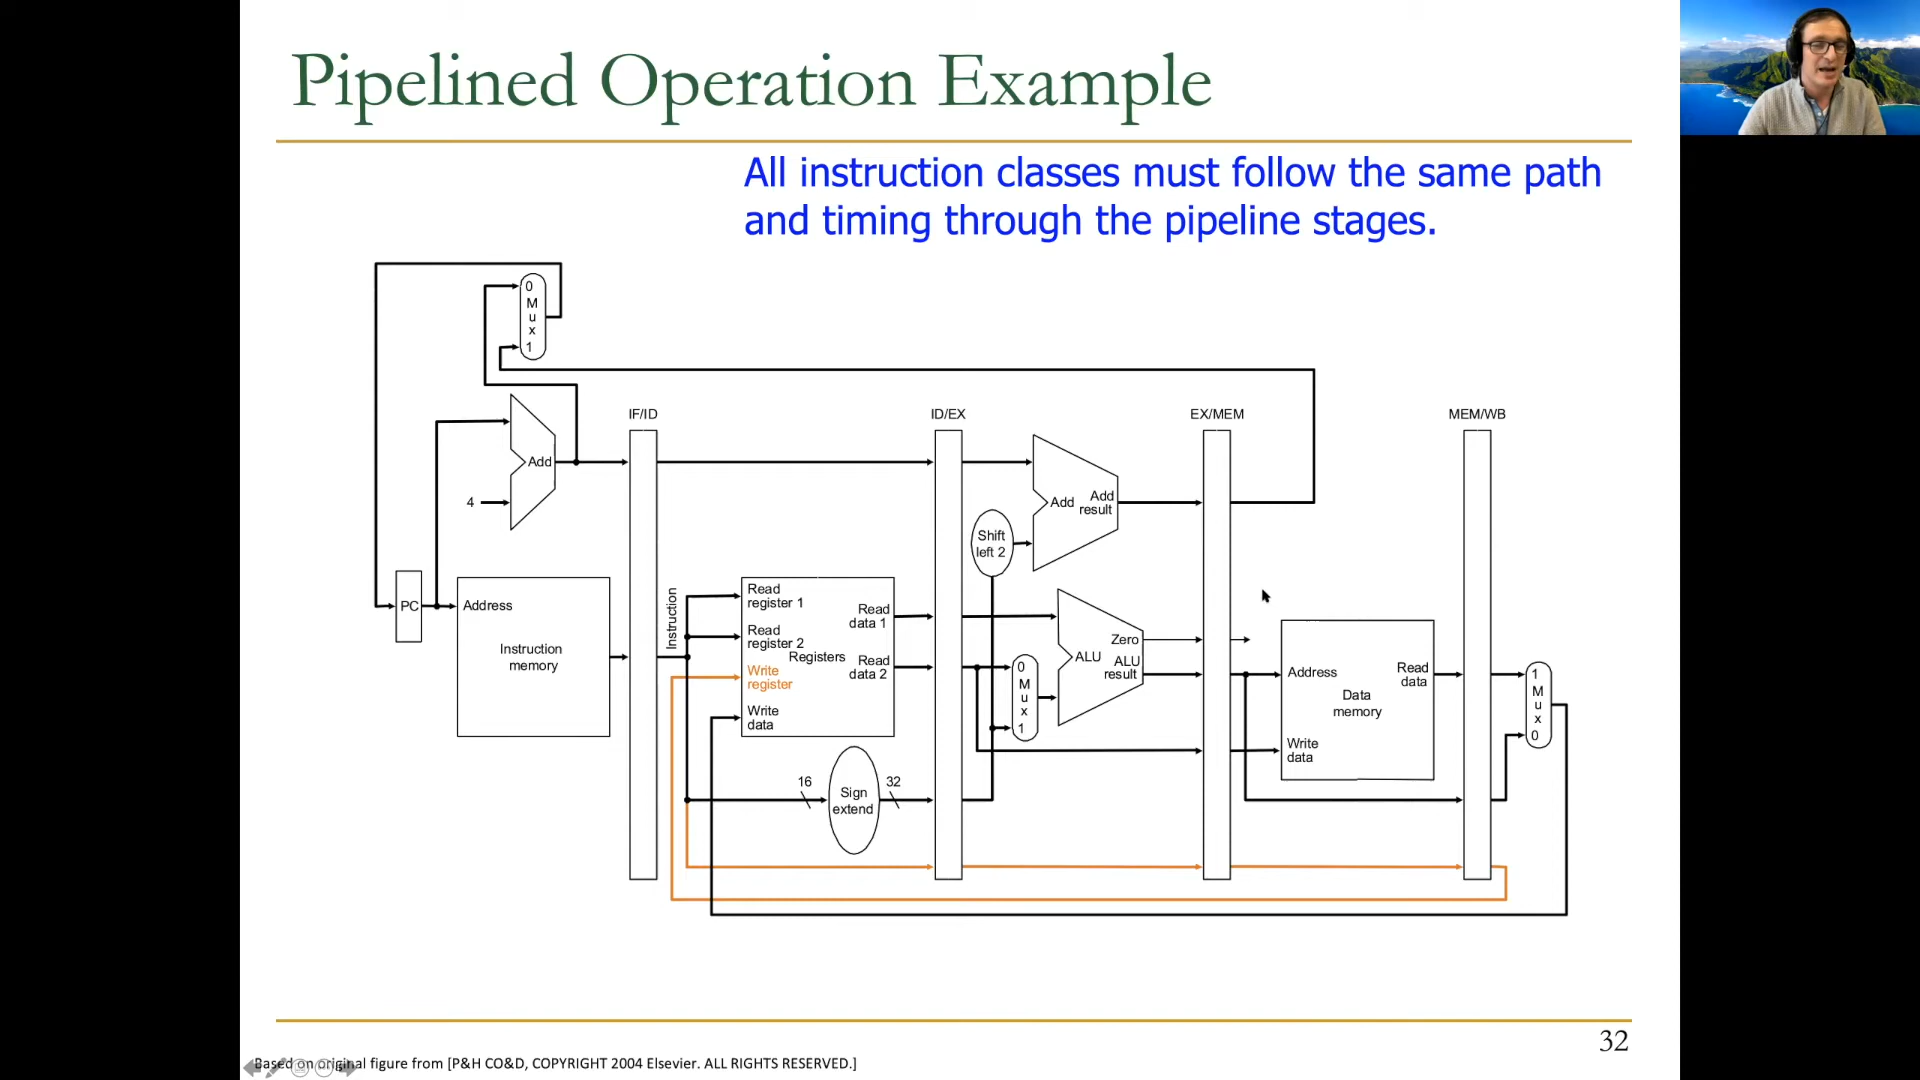 Pipelined Operation Example
All instruction classes must follow the same path
and timing through the pipeline stages.
0
M
u
x
1
IF/ID
ID/EX
EX/MEM
MEM/WB
Add
4
Add
Add
result
Shift
left 2
PC
Address
Instruction
memory
Instruction
Read
register 1
Read
register 2
Write
register
Write
data
Registers
Read
data 1
Read
data 2
0
M
u
x
1
Zero
ALU
ALU
result
Address
Read
data
Data
memory
Write
data
1
M
u
x
0
16
Sign
extend
32
32
Based on original figure from [P&H CO&D, COPYRIGHT 2004 Elsevier. ALL RIGHTS RESERVED.]